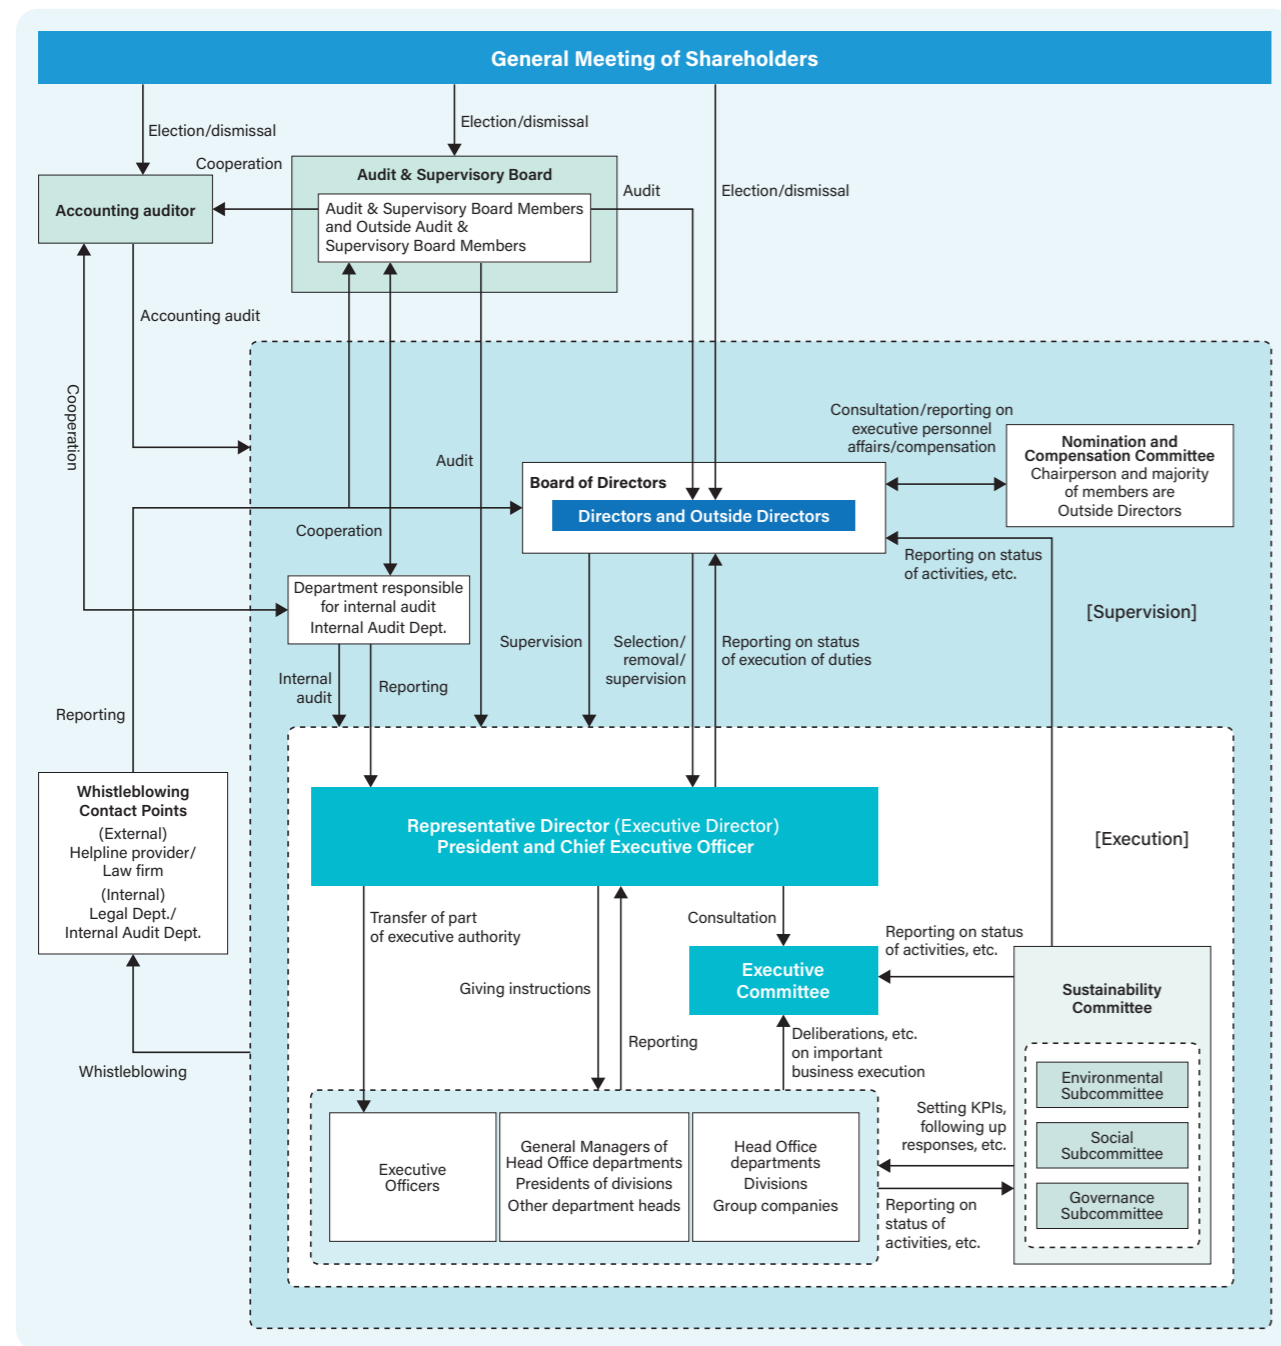 General Meeting of Shareholders
Election/dismissal
Election/dismissal
Election/dismissal
Cooperation
Accounting auditor
Audit & Supervisory Board
Audit & Supervisory Board Members
and Outside Audit &
Supervisory Board Members
Audit
Accounting audit
Cooperation
Audit
Consultation/reporting on
executive personnel
affairs/compensation
Nomination and
Compensation Committee
Chairperson and majority
of members are
Outside Directors
Board of Directors
Directors and Outside Directors
Cooperation
Reporting on status
of activities, etc.
[Supervision]
Department responsible
for internal audit
Internal Audit Dept.
Supervision
Selection/
removal/
supervision
Reporting on status
of execution of duties
Internal
audit
Reporting
Reporting
Whistleblowing
Contact Points
(External)
Helpline provider/
Law firm
(Internal)
Legal Dept./
Internal Audit Dept.
Representative Director (Executive Director)
President and Chief Executive Officer
[Execution]
Transfer of part
of executive authority
Consultation
Reporting on status
of activities, etc.
Giving instructions
Executive
Committee
Sustainability
Committee
Reporting
Deliberations, etc.
on important
business execution
Whistleblowing
Environmental
Subcommittee
Social
Subcommittee
Governance
Subcommittee
Setting KPIs,
following up
responses, etc.
Executive
Officers
General Managers of
Head Office departments
Presidents of divisions
Other department heads
Head Office
departments
Divisions
Group companies
Reporting on
status of
activities, etc.